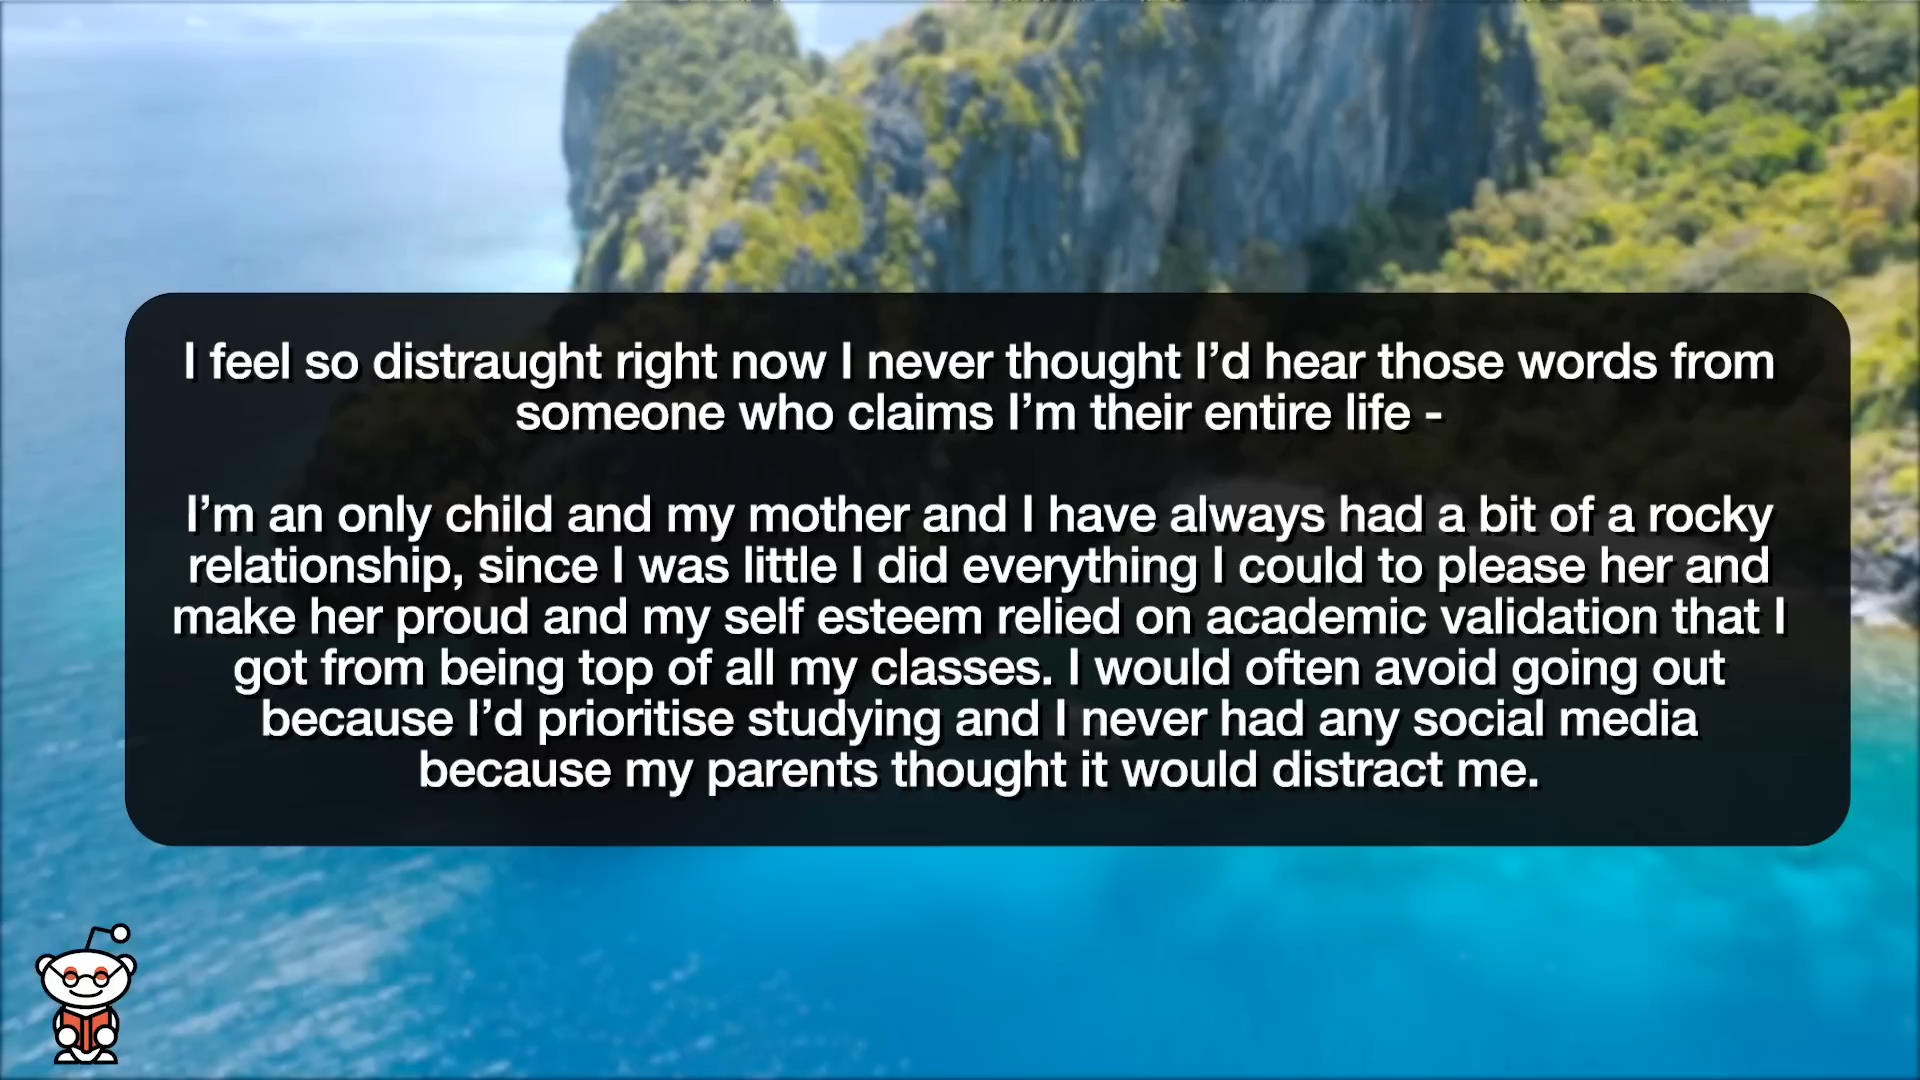 I feel so distraught right now I never thought I’d hear those words from
someone who claims I’m their entire life -
I’m an only child and my mother and I have always had a bit of a rocky
relationship, since I was little I did everything I could to please her and
make her proud and my self esteem relied on academic validation that I
got from being top of all my classes. I would often avoid going out
because I’d prioritise studying and I never had any social media
because my parents thought it would distract me.